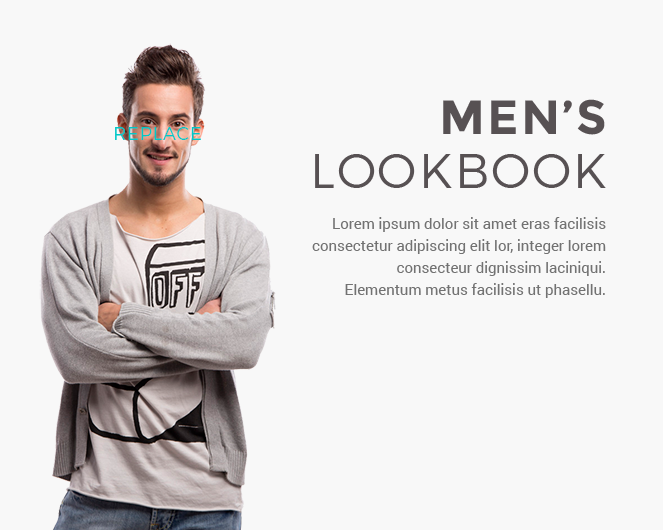 REPLACE
OFF
MEN’S
LOOKBOOK
Lorem ipsum dolor sit amet eras facilisis
consectetur adipiscing elit lor, integer lorem
consecteur dignissim laciniqui.
Elementum metus facilisis ut phasellu.